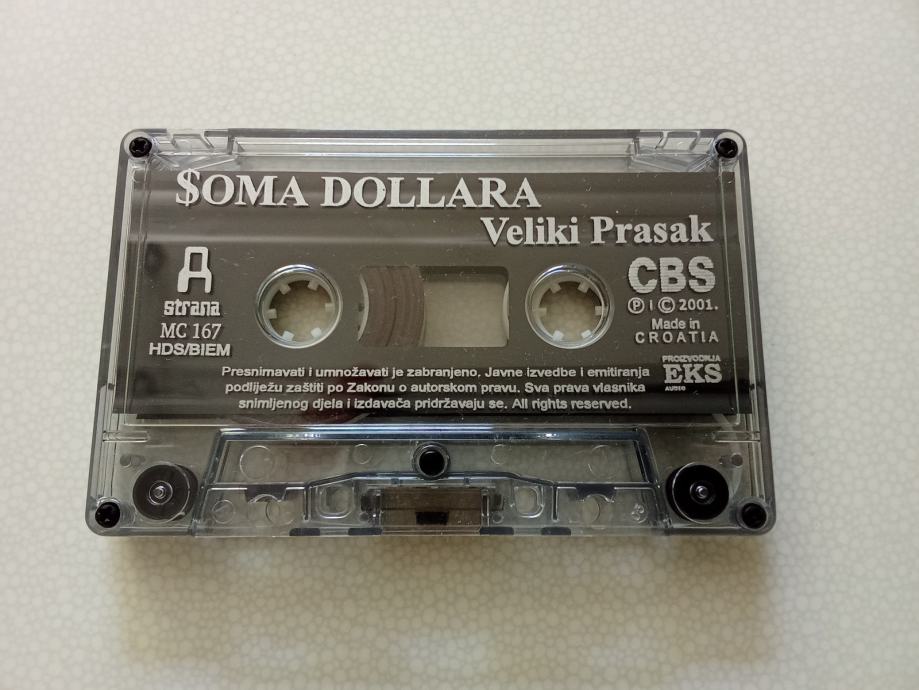 $OMA DOLLARA
Veliki Prasak
A
strana
MC 167
HDS/BIEM
CBS
Ⓟ i © 2001.
Made in
CROATIA
PROIZVODNJA
EKS
AUDIO
Presnimavati i umnožavati je zabranjeno. Javne izvedbe i emitiranja
podliježu zaštiti po Zakonu o autorskom pravu. Sva prava vlasnika
snimljenog djela i izdavača pridržavaju se. All rights reserved.